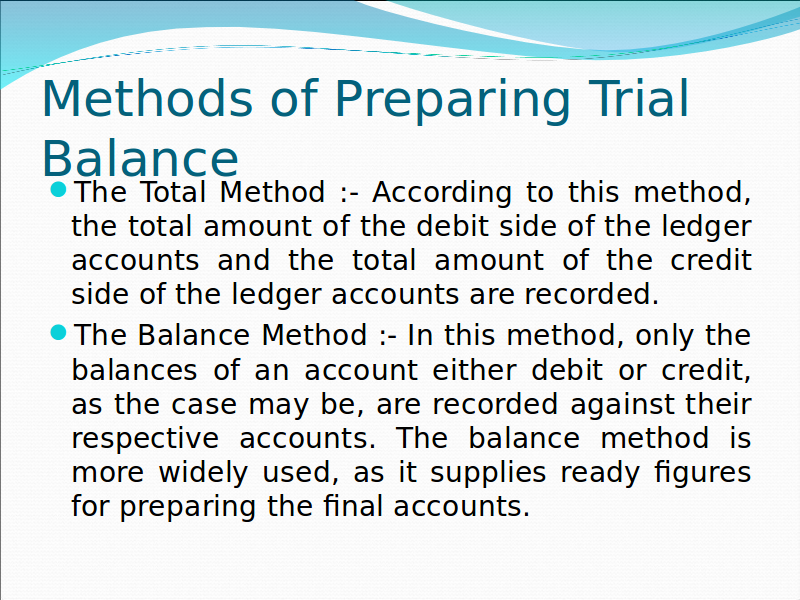 Methods of Preparing Trial
Balance
The Total Method :- According to this method,
the total amount of the debit side of the ledger
accounts and the total amount of the credit
side of the ledger accounts are recorded.
The Balance Method :- In this method, only the
balances of an account either debit or credit,
as the case may be, are recorded against their
respective accounts. The balance method is
more widely used, as it supplies ready figures
for preparing the final accounts.